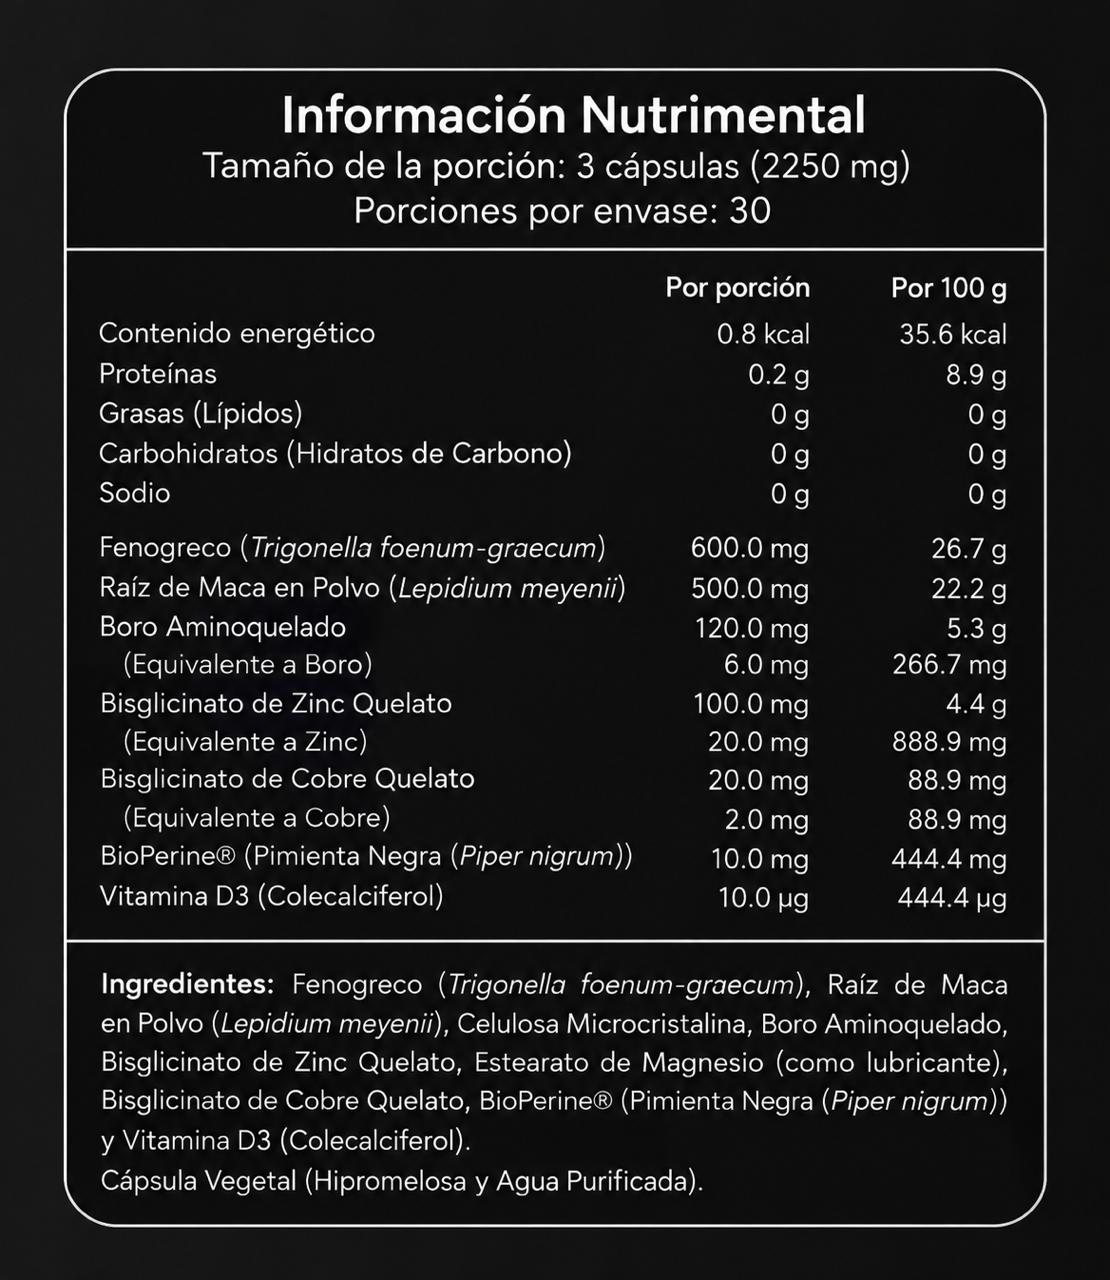 Información Nutrimental
Tamaño de la porción: 3 cápsulas (2250 mg)
Porciones por envase: 30
Por porción Por 100 g
Contenido energético 0.8 kcal 35.6 kcal
Proteínas 0.2 g 8.9 g
Grasas (Lípidos) 0 g 0 g
Carbohidratos (Hidratos de Carbono) 0 g 0 g
Sodio 0 g 0 g
Fenogreco (Trigonella foenum-graecum) 600.0 mg 26.7 g
Raíz de Maca en Polvo (Lepidium meyenii) 500.0 mg 22.2 g
Boro Aminoquelado 120.0 mg 5.3 g
(Equivalente a Boro) 6.0 mg 266.7 mg
Bisglicinato de Zinc Quelato 100.0 mg 4.4 g
(Equivalente a Zinc) 20.0 mg 888.9 mg
Bisglicinato de Cobre Quelato 20.0 mg 88.9 mg
(Equivalente a Cobre) 2.0 mg 88.9 mg
BioPerine® (Pimienta Negra (Piper nigrum)) 10.0 mg 444.4 mg
Vitamina D3 (Colecalciferol) 10.0 µg 444.4 µg
Ingredientes: Fenogreco (Trigonella foenum-graecum), Raíz de Maca
en Polvo (Lepidium meyenii), Celulosa Microcristalina, Boro Aminoquelado,
Bisglicinato de Zinc Quelato, Estearato de Magnesio (como lubricante),
Bisglicinato de Cobre Quelato, BioPerine® (Pimienta Negra (Piper nigrum))
y Vitamina D3 (Colecalciferol).
Cápsula Vegetal (Hipromelosa y Agua Purificada).